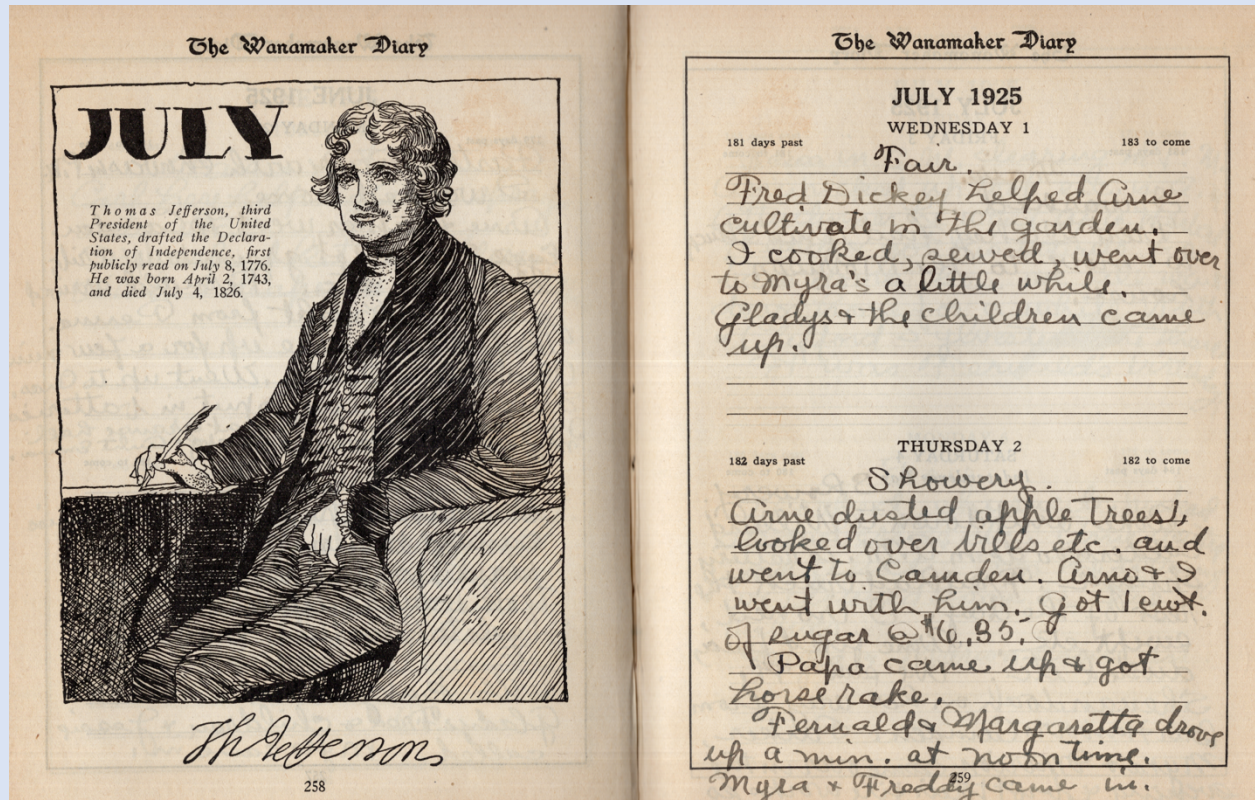 The Wanamaker Diary
JULY
Thomas Jefferson, third
President of the United
States, drafted the Declara-
tion of Independence, first
publicly read on July 8, 1776.
He was born April 2, 1743,
and died July 4, 1826.
Th Jefferson
258
The Wanamaker Diary
JULY 1925
WEDNESDAY 1
181 days past
183 to come
Fair.
Fred Dickey helped Arne
cultivate in the garden.
I cooked, sewed, went over
to Myra's a little while.
Gladys & the children came
up.
THURSDAY 2
182 days past
182 to come
Showery.
Arne dusted apple trees,
looked over bills etc. and
went to Camden. Arno & I
went with him. Got 1 cwt.
of sugar @ $6.35.
Papa came up & got
horse rake.
Fernald & Margaretta drove
up a min. at noon time.
Myra & Freddy came in.
259